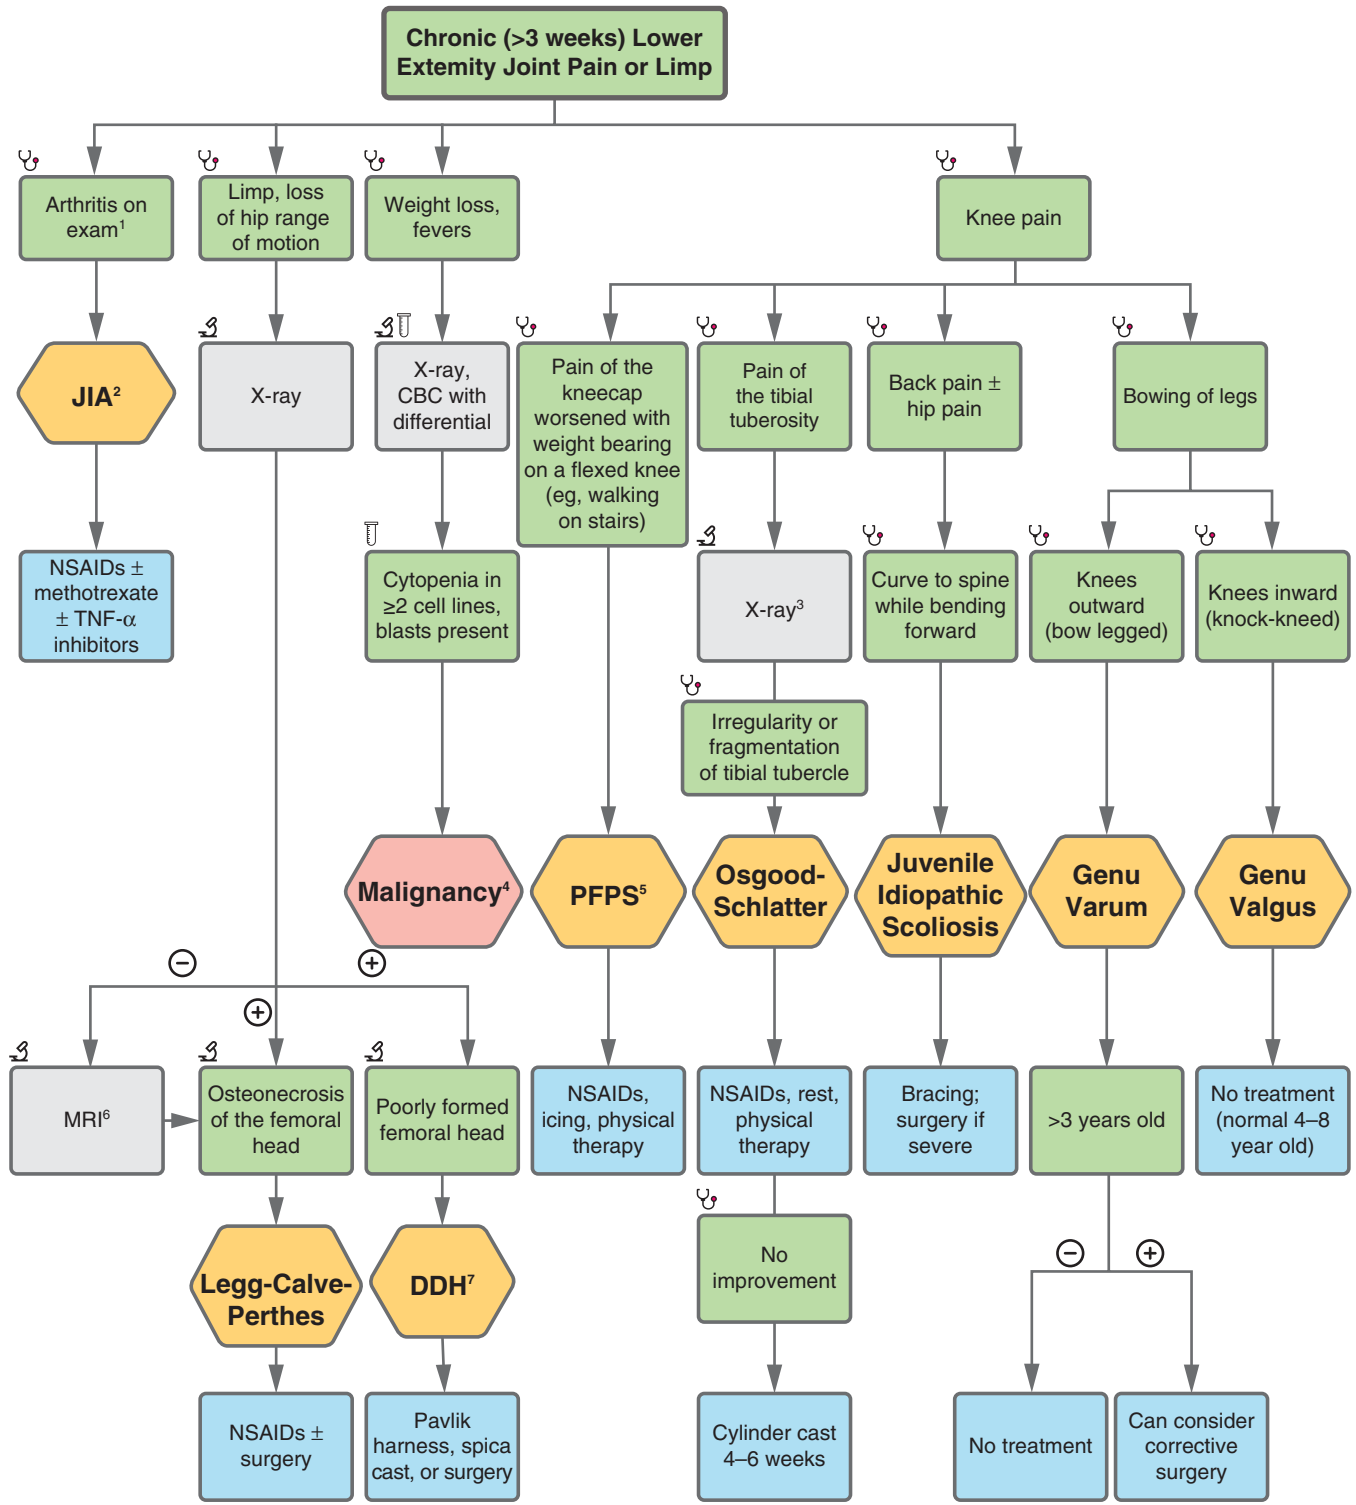 Chronic (>3 weeks) Lower
Extemity Joint Pain or Limp
Arthritis on
exam1
Limp, loss
of hip range
of motion
Weight loss,
fevers
Knee pain
JIA2
X-ray
X-ray,
CBC with
differential
Pain of the
kneecap
worsened with
weight bearing
on a flexed knee
(eg, walking
on stairs)
Pain of
the tibial
tuberosity
Back pain ±
hip pain
Bowing of legs
NSAIDs ±
methotrexate
± TNF-α
inhibitors
Cytopenia in
≥2 cell lines,
blasts present
X-ray3
Curve to spine
while bending
forward
Knees
outward
(bow legged)
Knees inward
(knock-kneed)
Irregularity or
fragmentation
of tibial tubercle
Malignancy4
PFPS5
Osgood-
Schlatter
Juvenile
Idiopathic
Scoliosis
Genu
Varum
Genu
Valgus
−
+
+
MRI6
Osteonecrosis
of the femoral
head
Poorly formed
femoral head
NSAIDs,
icing, physical
therapy
NSAIDs, rest,
physical
therapy
Bracing;
surgery if
severe
>3 years old
No treatment
(normal 4–8
year old)
Legg-Calve-
Perthes
DDH7
No
improvement
−
+
NSAIDs ±
surgery
Pavlik
harness, spica
cast, or surgery
Cylinder cast
4–6 weeks
No treatment
Can consider
corrective
surgery